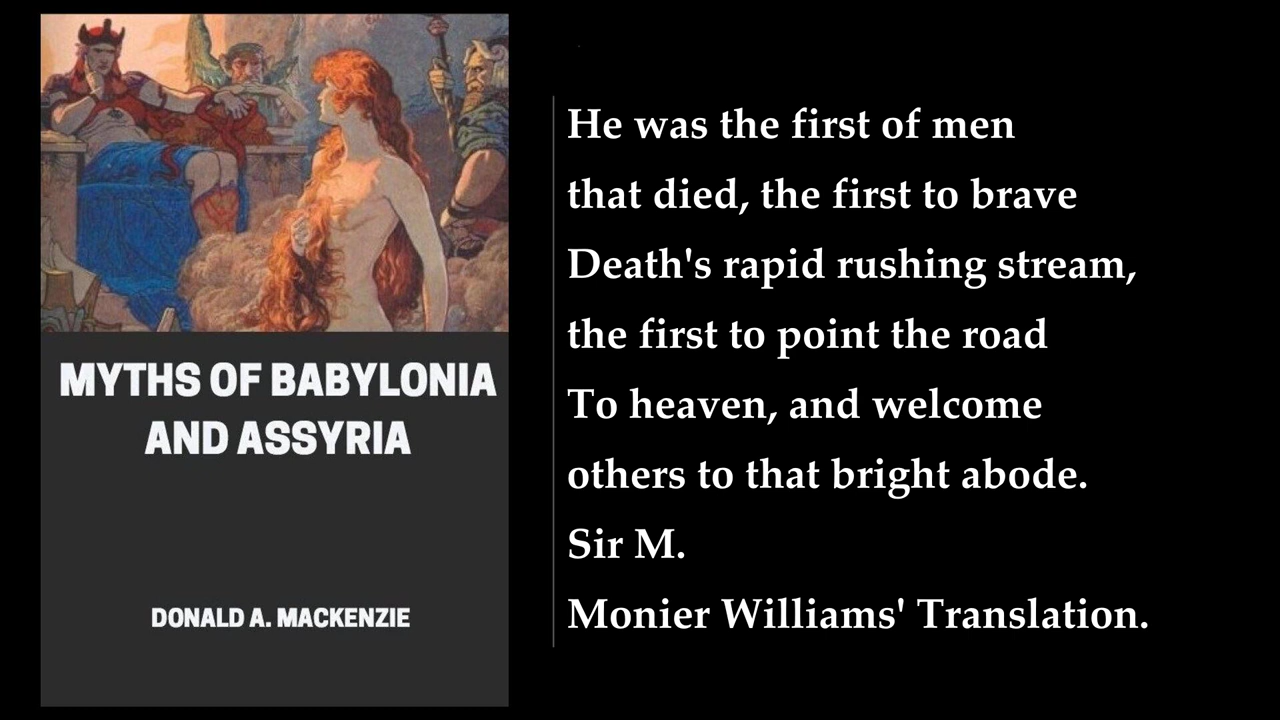 MYTHS OF BABYLONIA
AND ASSYRIA
DONALD A. MACKENZIE
He was the first of men
that died, the first to brave
Death's rapid rushing stream,
the first to point the road
To heaven, and welcome
others to that bright abode.
Sir M.
Monier Williams' Translation.